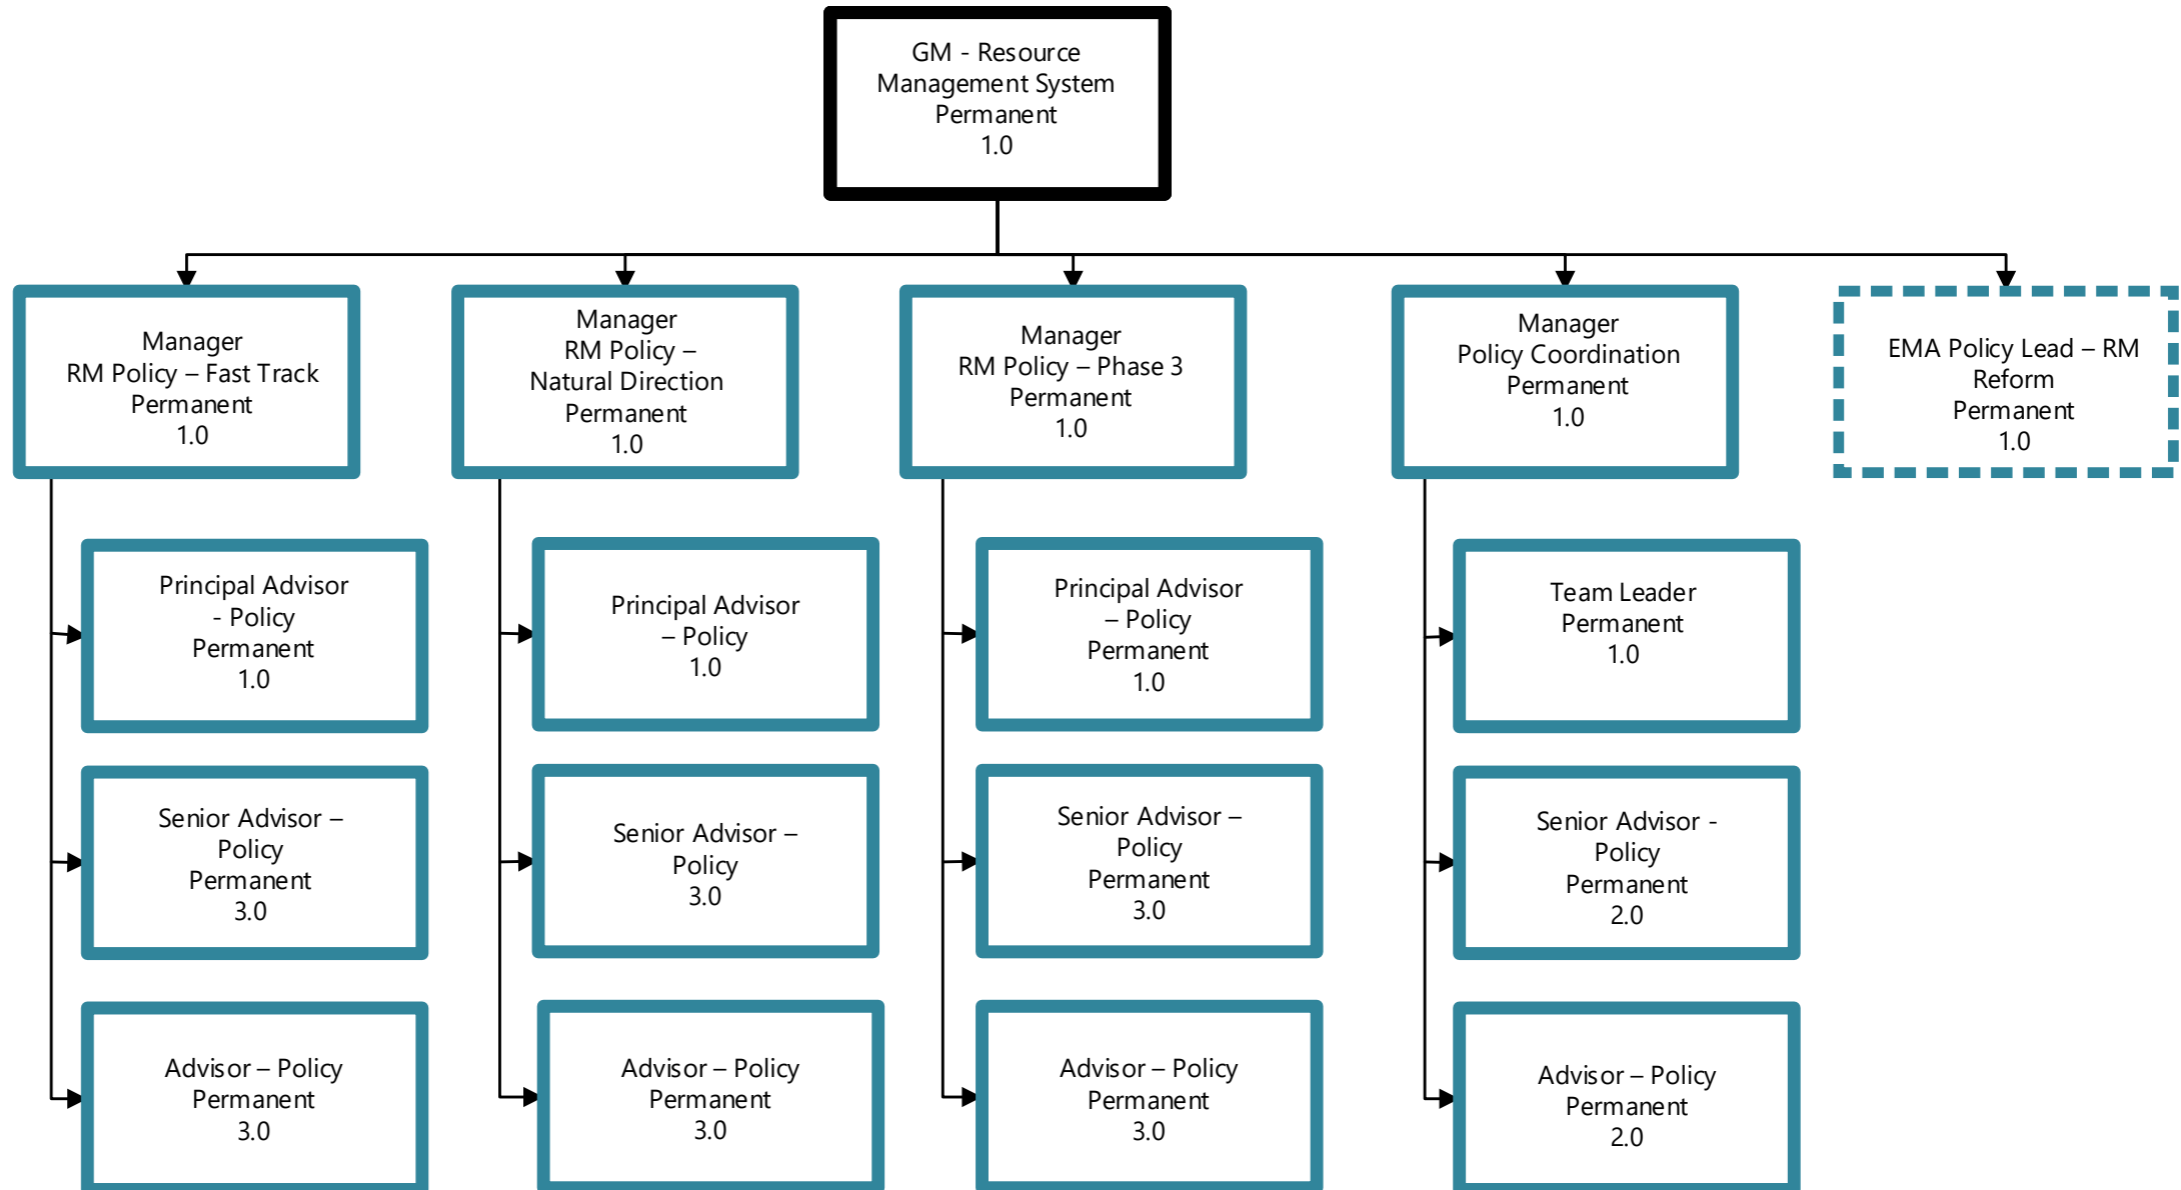 GM - Resource
Management System
Permanent
1.0
Manager
RM Policy – Fast Track
Permanent
1.0
Manager
RM Policy –
Natural Direction
Permanent
1.0
Manager
RM Policy – Phase 3
Permanent
1.0
Manager
Policy Coordination
Permanent
1.0
EMA Policy Lead – RM
Reform
Permanent
1.0
Principal Advisor
- Policy
Permanent
1.0
Principal Advisor
– Policy
1.0
Principal Advisor
– Policy
Permanent
1.0
Team Leader
Permanent
1.0
Senior Advisor –
Policy
Permanent
3.0
Senior Advisor –
Policy
3.0
Senior Advisor –
Policy
Permanent
3.0
Senior Advisor -
Policy
Permanent
2.0
Advisor – Policy
Permanent
3.0
Advisor – Policy
Permanent
3.0
Advisor – Policy
Permanent
3.0
Advisor – Policy
Permanent
2.0